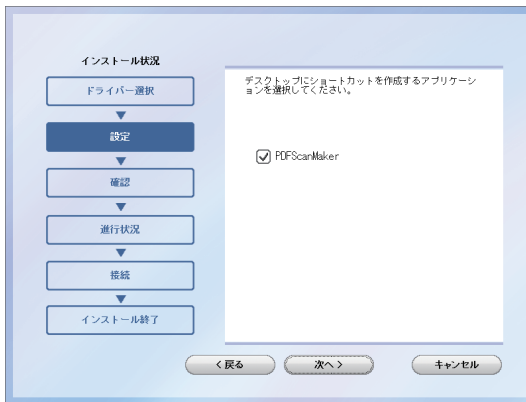 インストール状況
ドライバー選択
設定
確認
進行状況
接続
インストール終了
デスクトップにショートカットを作成するアプリケーシ
ョンを選択してください。
PDFScanMaker
< 戻る
次へ >
キャンセル